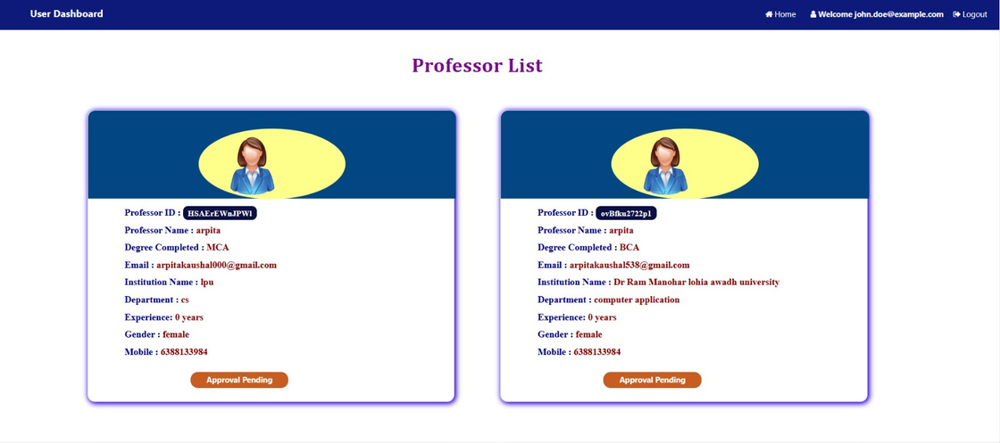 User Dashboard
Home
Welcome john.doe@example.com
Logout
Professor List
Professor ID : HSAErEWnJPWl
Professor Name : arpita
Degree Completed : MCA
Email : arpitakaushal000@gmail.com
Institution Name : lpu
Department : cs
Experience: 0 years
Gender : female
Mobile : 6388133984
Approval Pending
Professor ID : ovBfku2722p1
Professor Name : arpita
Degree Completed : BCA
Email : arpitakaushal538@gmail.com
Institution Name : Dr Ram Manohar lohia awadh university
Department : computer application
Experience: 0 years
Gender : female
Mobile : 6388133984
Approval Pending